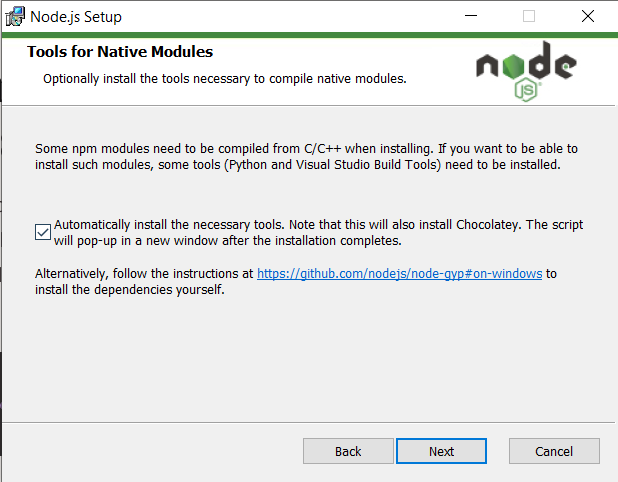 Node.js Setup
Tools for Native Modules
Optionally install the tools necessary to compile native modules.
node
JS
Some npm modules need to be compiled from C/C++ when installing. If you want to be able to
install such modules, some tools (Python and Visual Studio Build Tools) need to be installed.
Automatically install the necessary tools. Note that this will also install Chocolatey. The script
will pop-up in a new window after the installation completes.
Alternatively, follow the instructions at https://github.com/nodejs/node-gyp#on-windows to
install the dependencies yourself.
Back
Next
Cancel